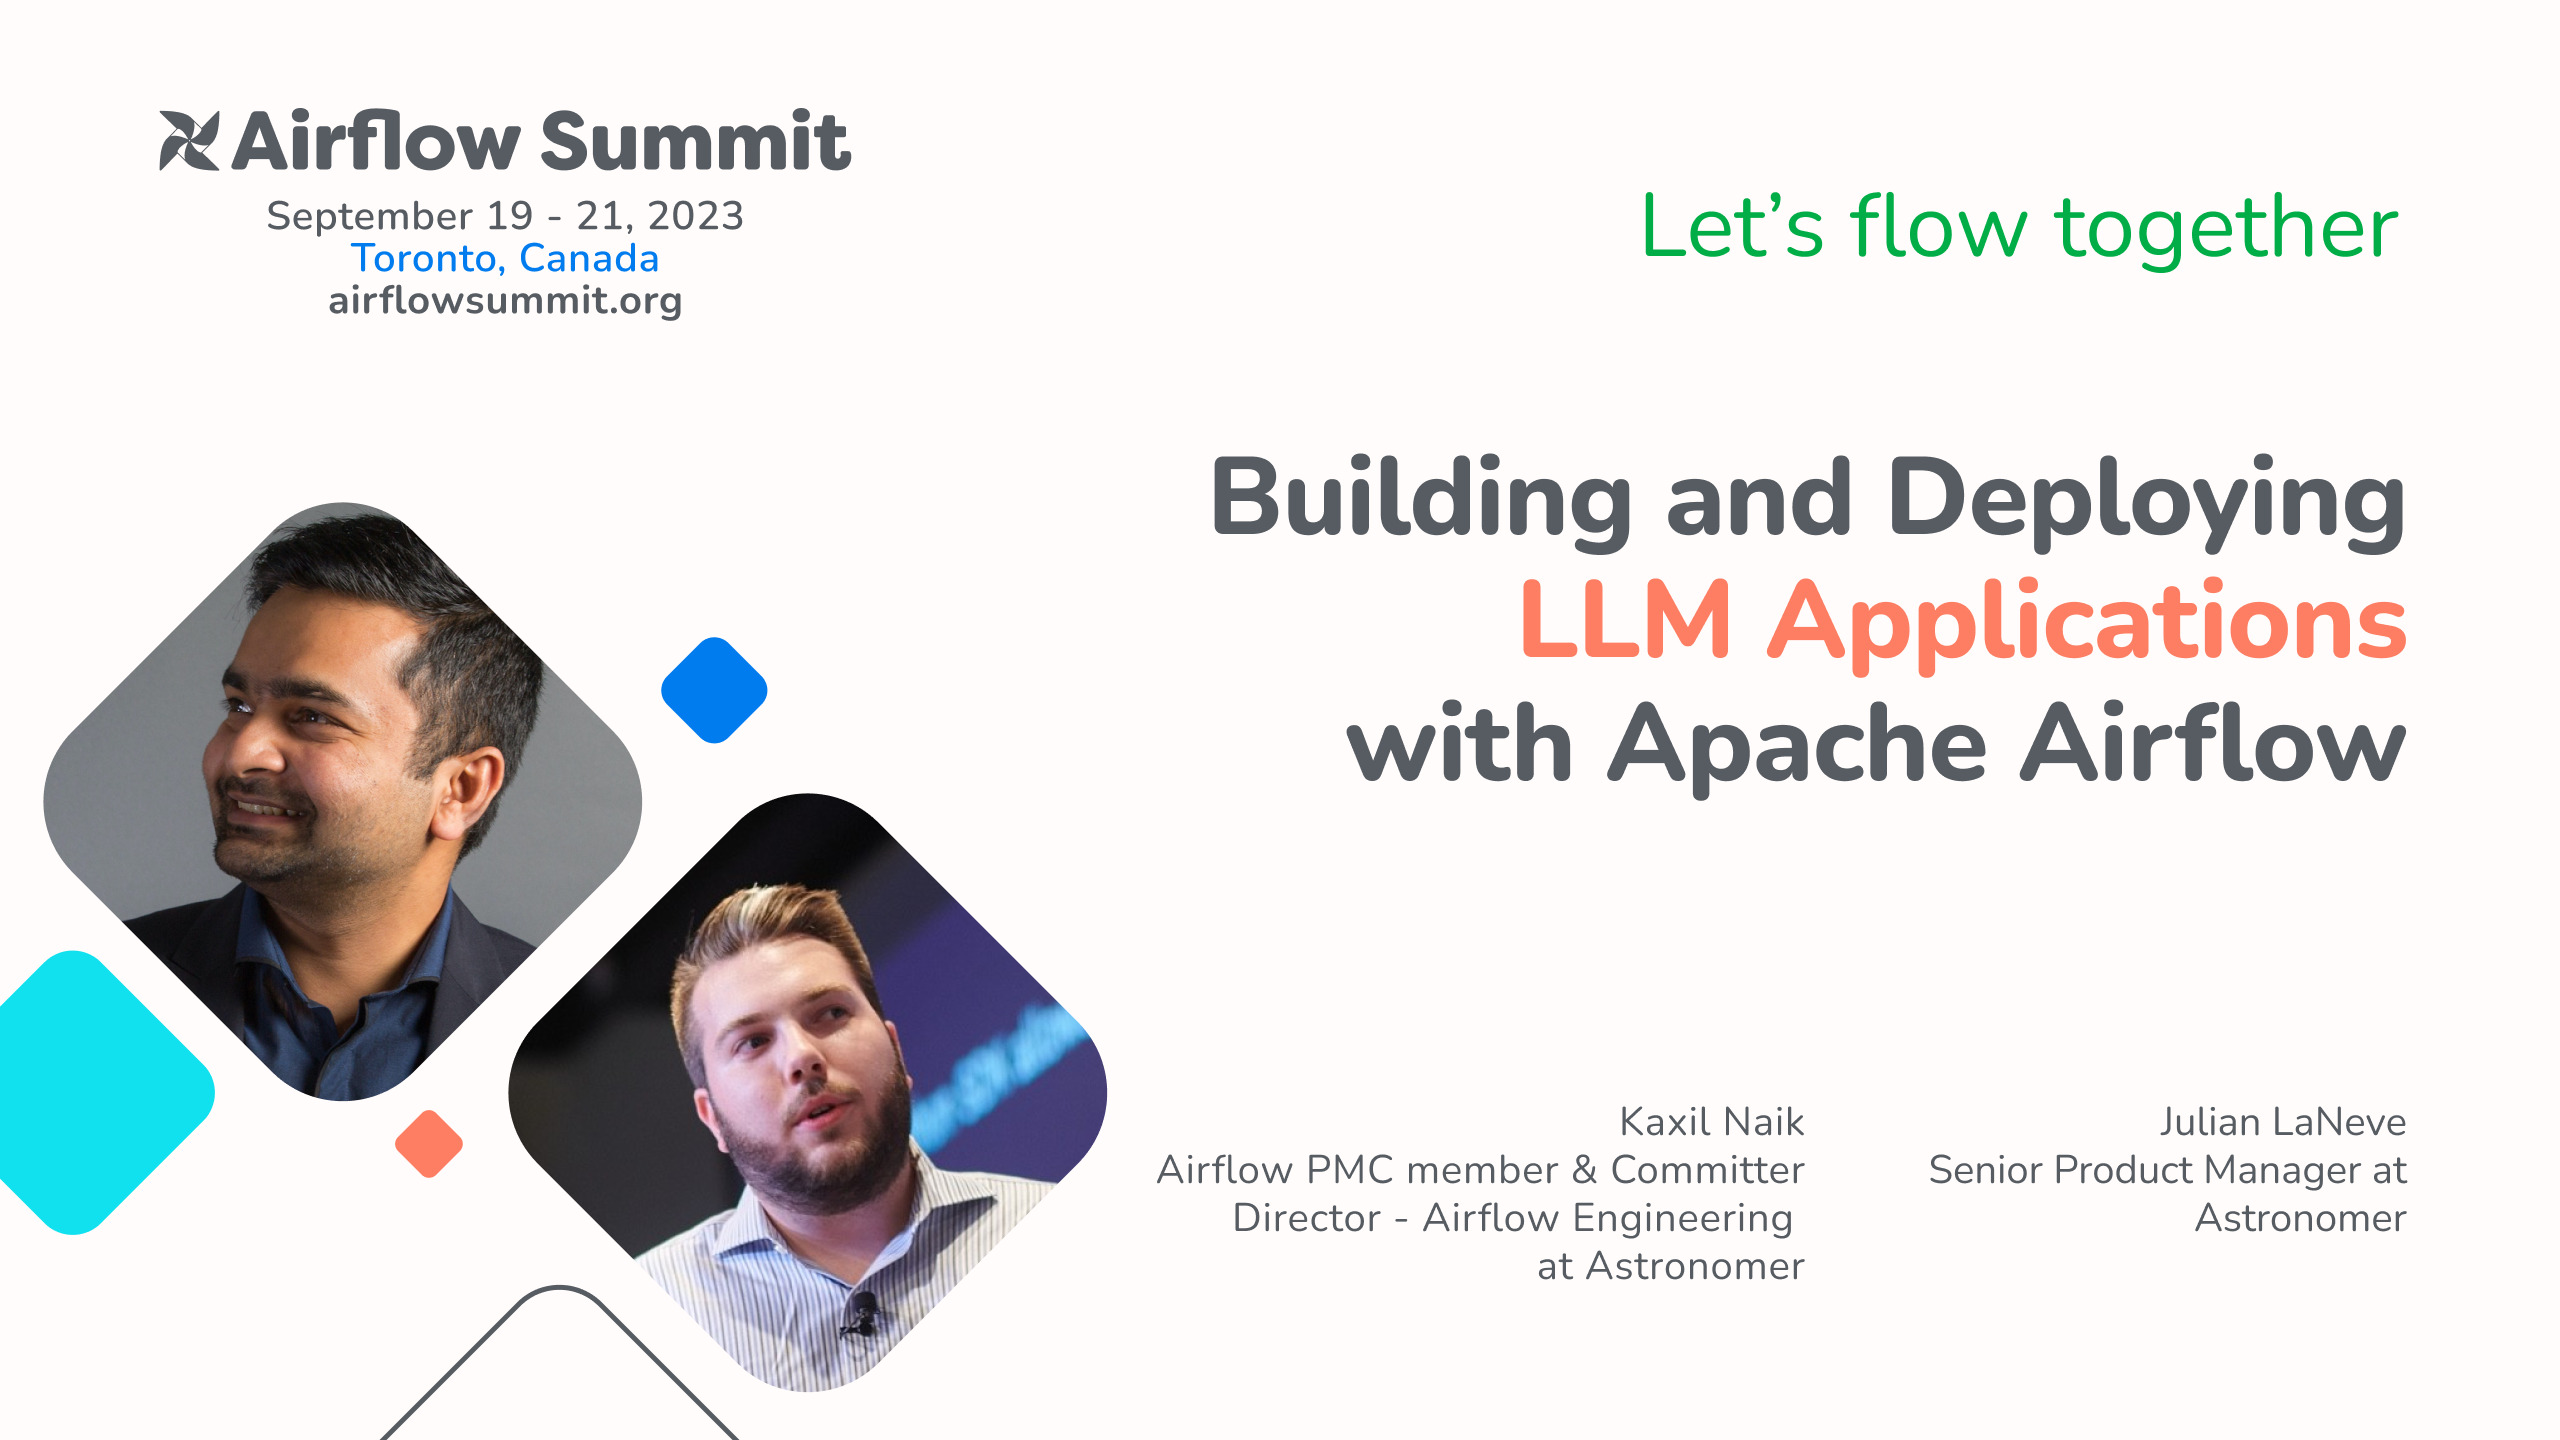 Airflow Summit
September 19 - 21, 2023
Toronto, Canada
airflowsummit.org
Let’s flow together
Building and Deploying
LLM Applications
with Apache Airflow
Kaxil Naik
Airflow PMC member & Committer
Director - Airflow Engineering
at Astronomer
Julian LaNeve
Senior Product Manager at
Astronomer